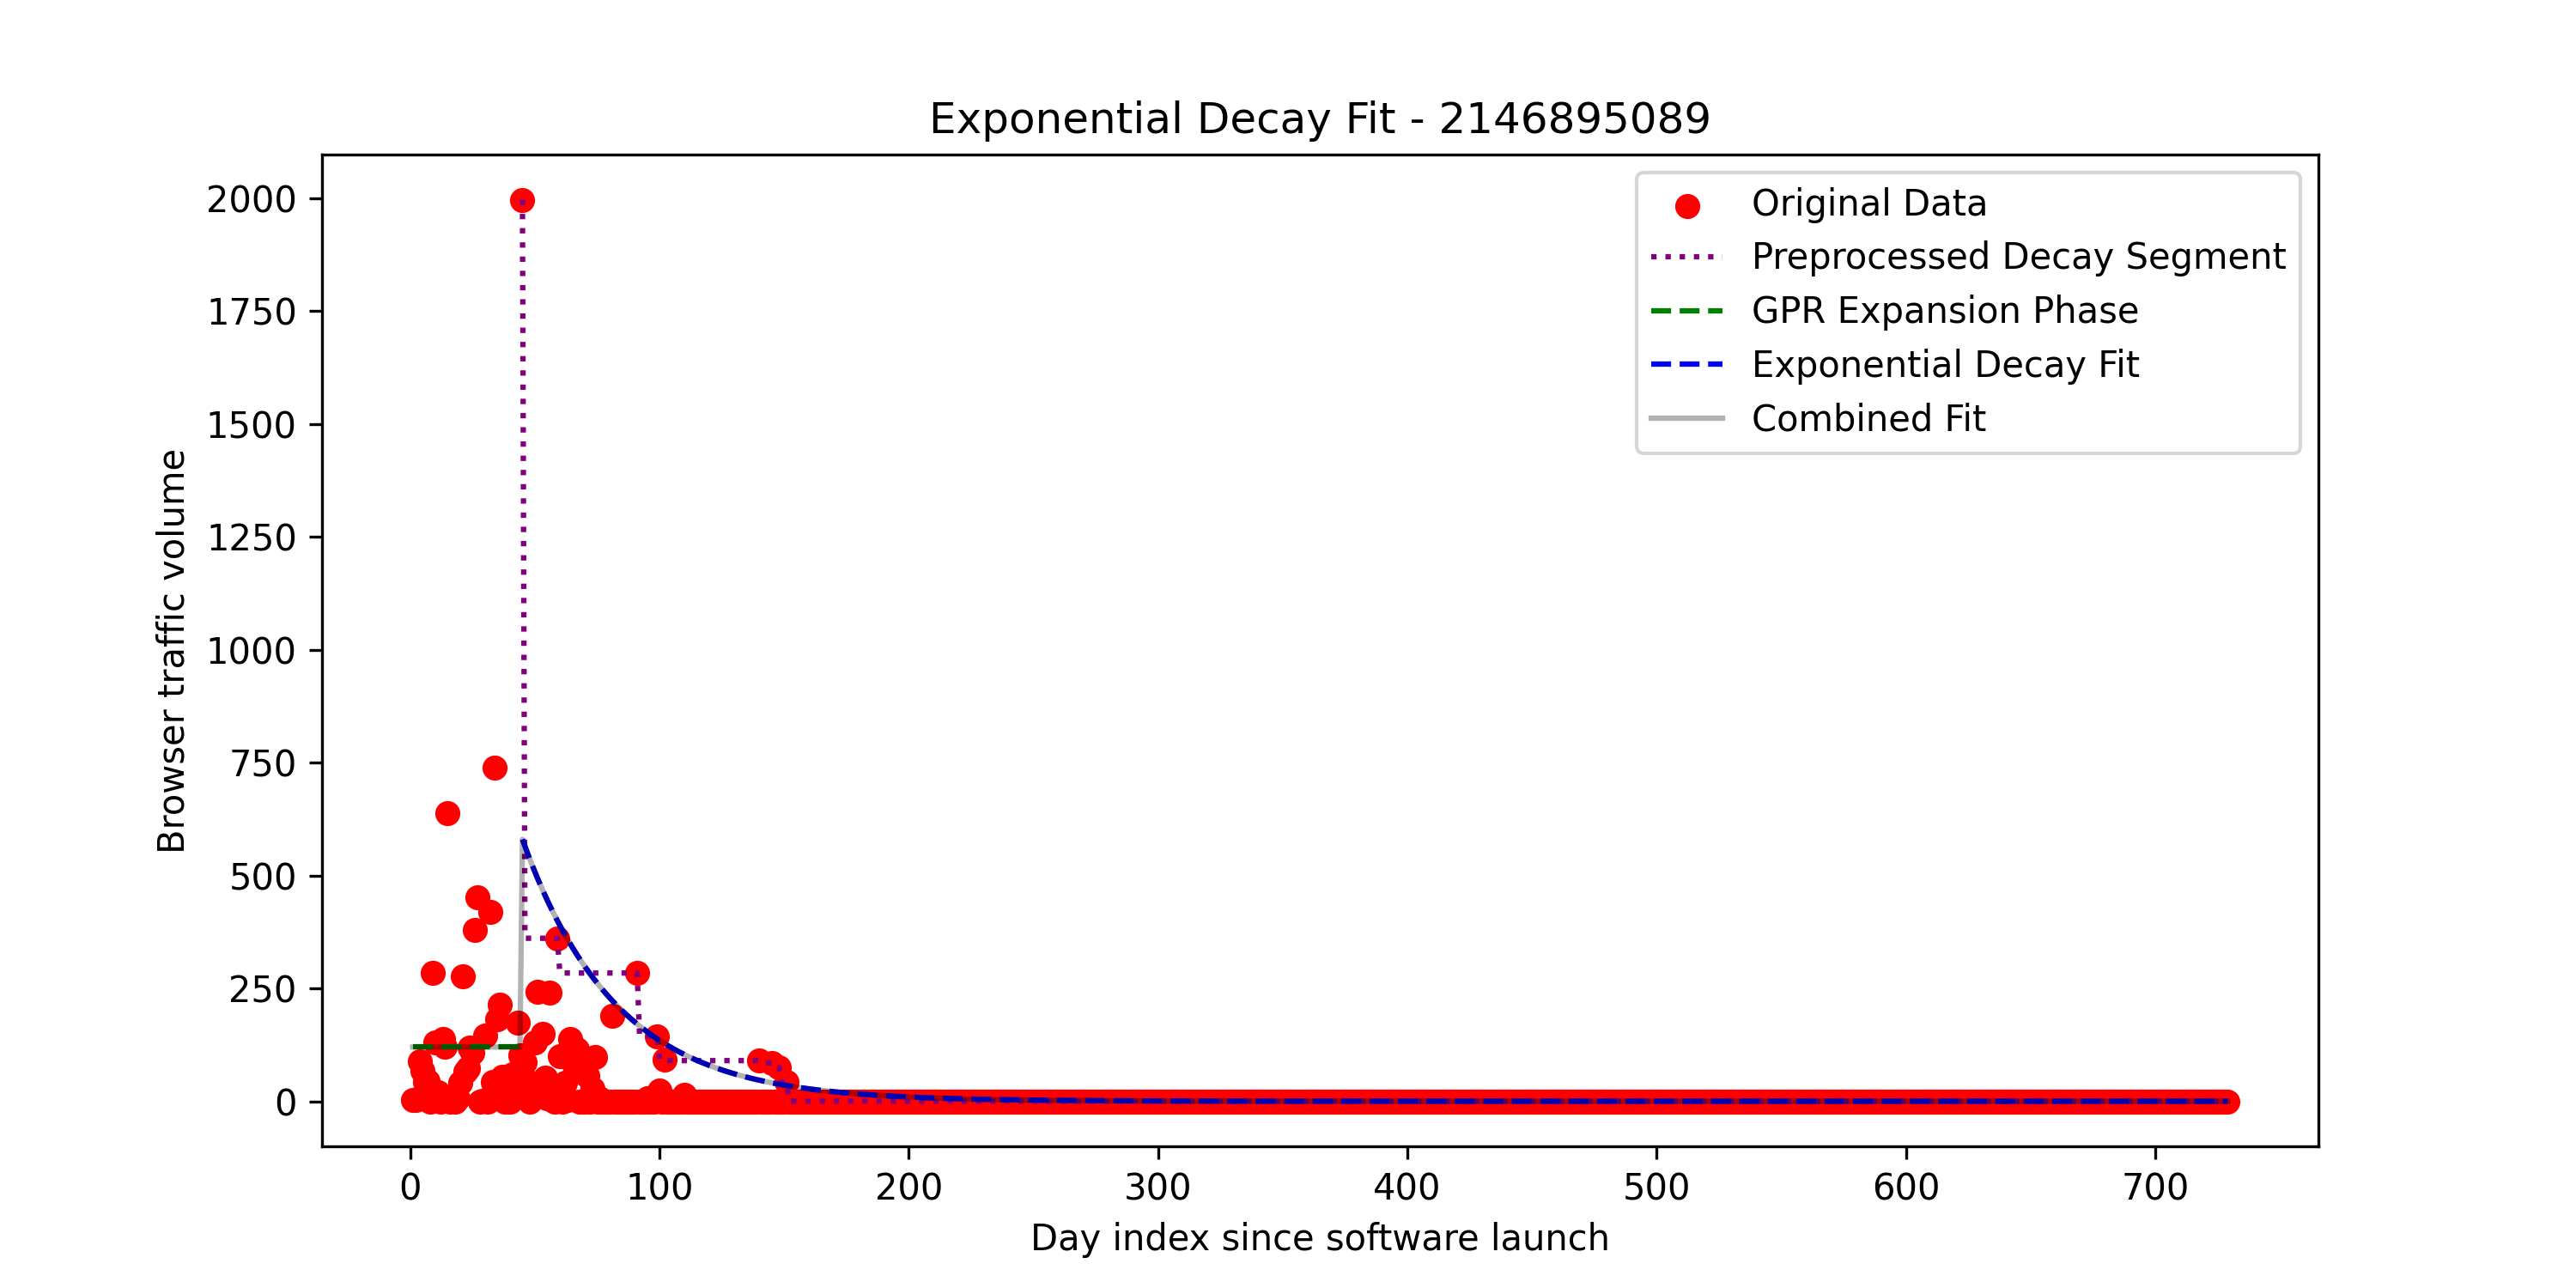 Exponential Decay Fit - 2146895089
Browser traffic volume
2000
1750
1500
1250
1000
750
500
250
0
Original Data
Preprocessed Decay Segment
GPR Expansion Phase
Exponential Decay Fit
Combined Fit
0 100 200 300 400 500 600 700
Day index since software launch